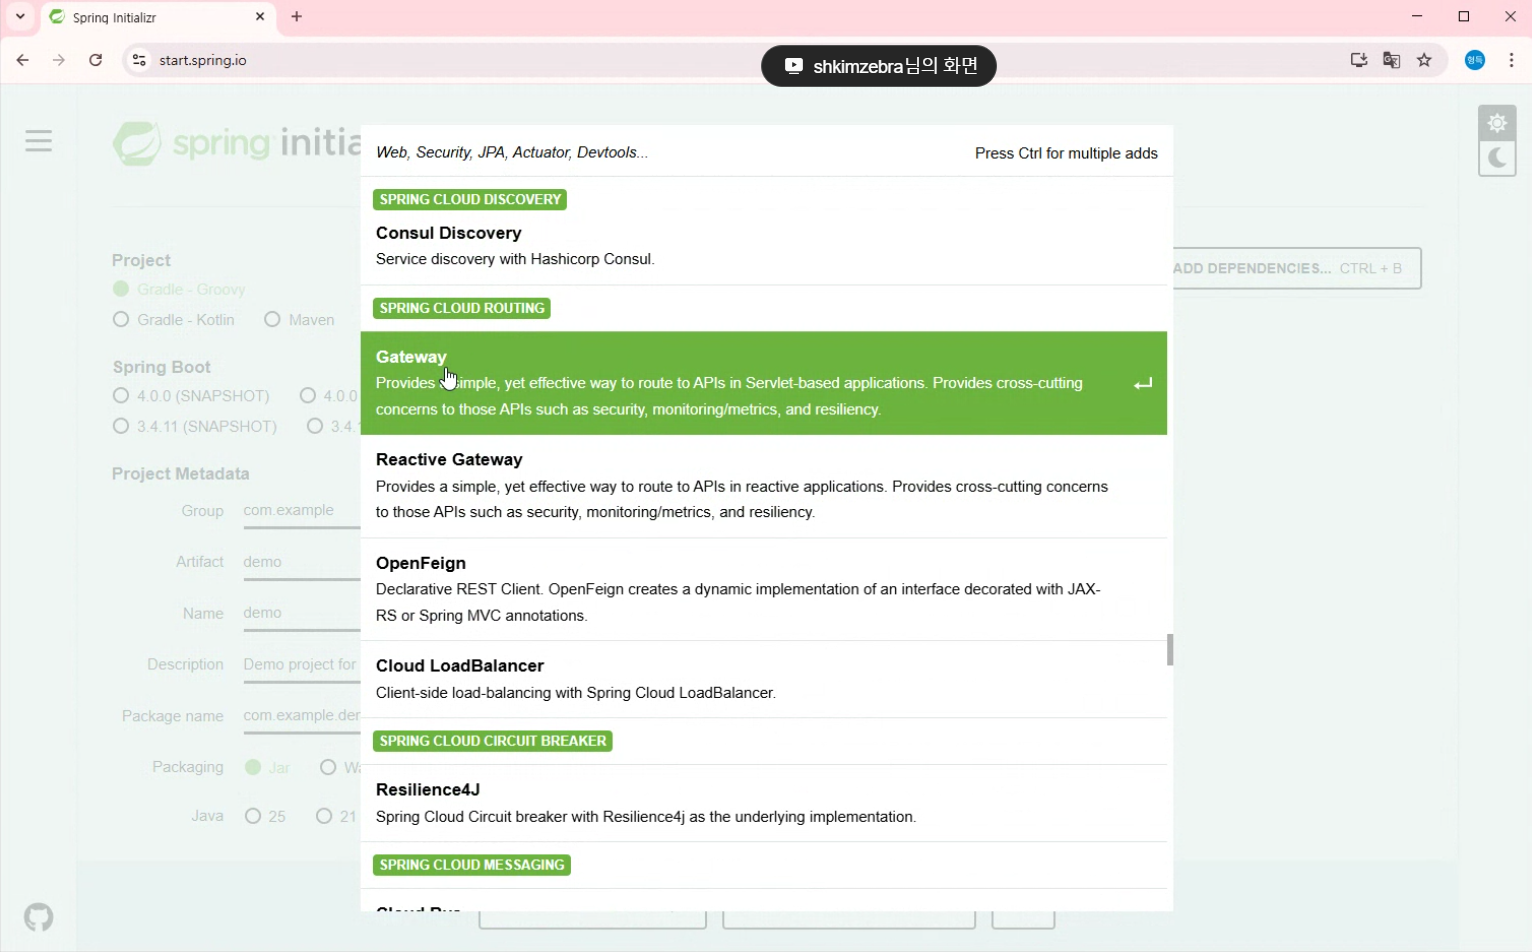 Spring Initializr
start.spring.io
shkimzebra님의 화면
형독
spring initia
Web, Security, JPA, Actuator, Devtools...
Press Ctrl for multiple adds
SPRING CLOUD DISCOVERY
Consul Discovery
Service discovery with Hashicorp Consul.
SPRING CLOUD ROUTING
Gateway
Provides simple, yet effective way to route to APIs in Servlet-based applications. Provides cross-cutting
concerns to those APIs such as security, monitoring/metrics, and resiliency.
Reactive Gateway
Provides a simple, yet effective way to route to APIs in reactive applications. Provides cross-cutting concerns
to those APIs such as security, monitoring/metrics, and resiliency.
OpenFeign
Declarative REST Client. OpenFeign creates a dynamic implementation of an interface decorated with JAX-
RS or Spring MVC annotations.
Cloud LoadBalancer
Client-side load-balancing with Spring Cloud LoadBalancer.
SPRING CLOUD CIRCUIT BREAKER
Resilience4J
Spring Cloud Circuit breaker with Resilience4j as the underlying implementation.
SPRING CLOUD MESSAGING
Project
Gradle - Groovy
Gradle - Kotlin Maven
Spring Boot
4.0.0 (SNAPSHOT) 4.0.0
3.4.11 (SNAPSHOT) 3.4.
Project Metadata
Group com.example
Artifact demo
Name demo
Description Demo project for
Package name com.example.dem
Packaging Jar Wa
Java 25 21
ADD DEPENDENCIES... CTRL + B